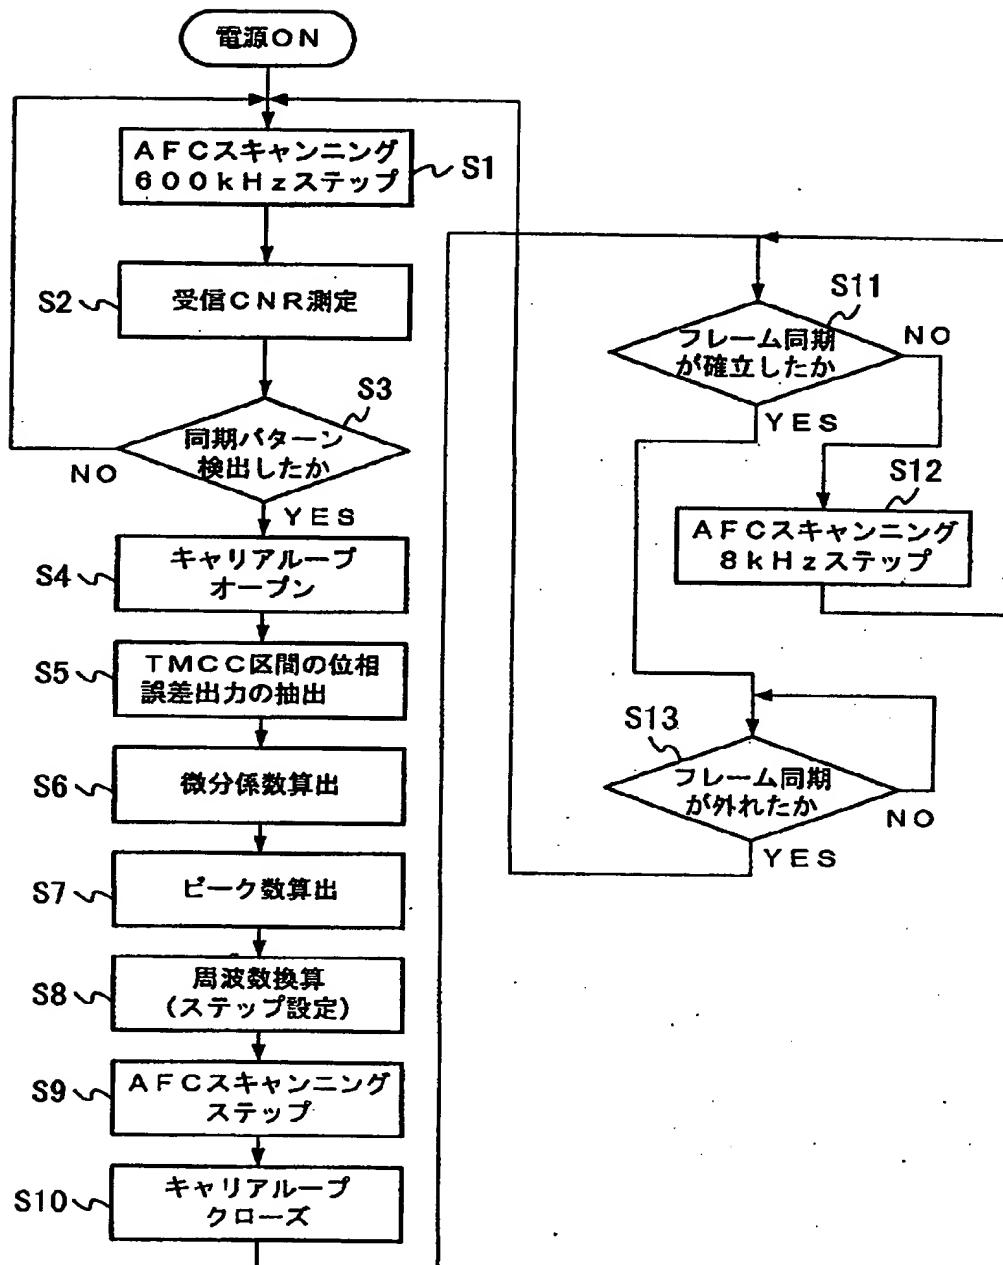 電源ON
AFCスキャンニング
600kHzステップ
S1
S2
受信CNR測定
S3
同期パターン
検出したか
NO
YES
S4
キャリアループ
オープン
S5
TMCC区間の位相
誤差出力の抽出
S6
微分係数算出
S7
ピーク数算出
S8
周波数換算
(ステップ設定)
S9
AFCスキャンニング
ステップ
S10
キャリアループ
クローズ
S11
フレーム同期
が確立したか
NO
YES
S12
AFCスキャンニング
8kHzステップ
S13
フレーム同期
が外れたか
NO
YES